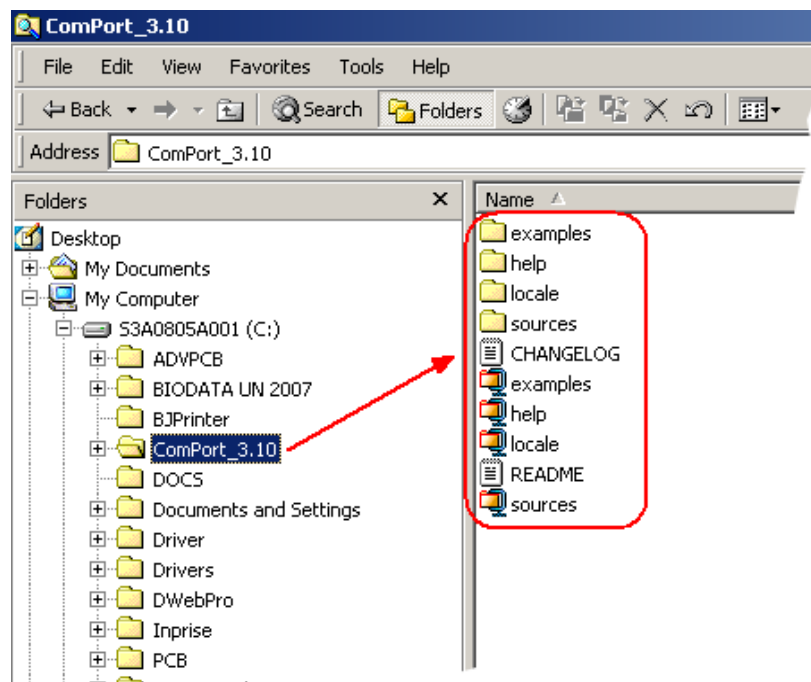 ComPort_3.10
File Edit View Favorites Tools Help
Back Search Folders
Address ComPort_3.10
Folders
Desktop
My Documents
My Computer
S3A0805A001 (C:)
ADVPCB
BIODATA UN 2007
BJPrinter
ComPort_3.10
DOCS
Documents and Settings
Driver
Drivers
DWebPro
Inprise
PCB
Name
examples
help
locale
sources
CHANGELOG
examples
help
locale
README
sources